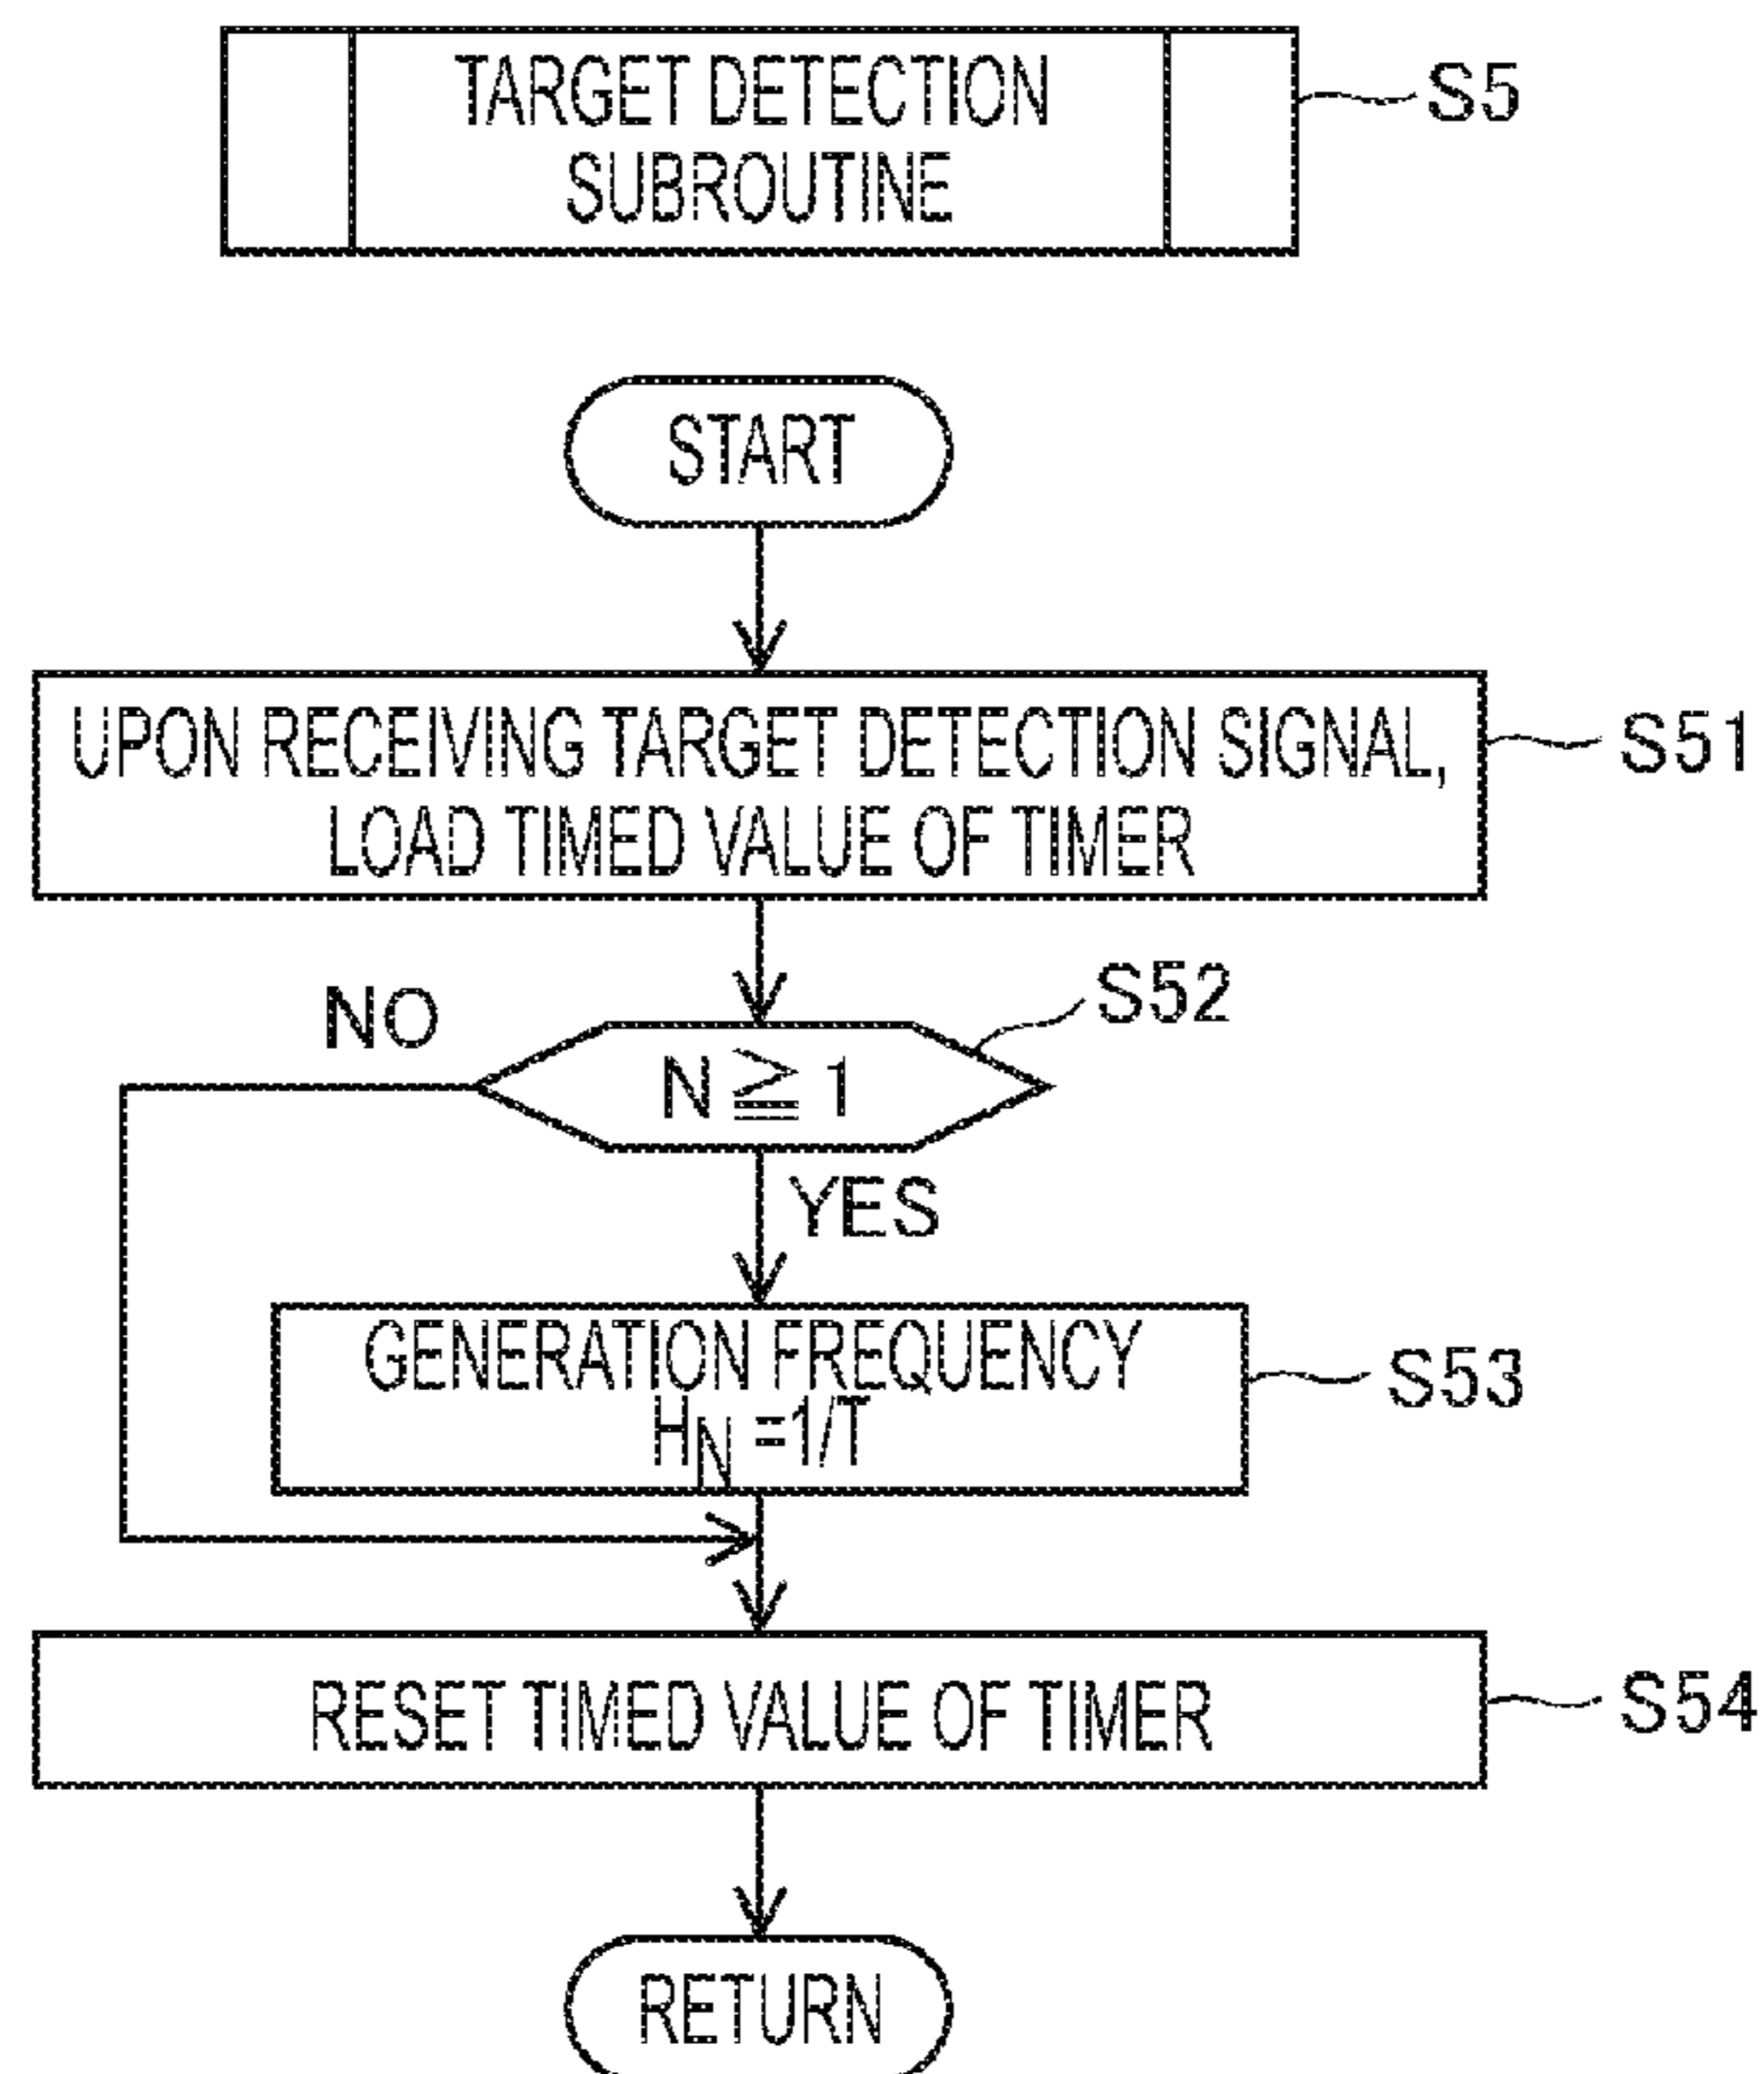 TARGET DETECTION
SUBROUTINE
S5
START
UPON RECEIVING TARGET DETECTION SIGNAL,
LOAD TIMED VALUE OF TIMER
S51
S52
NO
N ≧ 1
YES
GENERATION FREQUENCY
H_N =1/T
S53
RESET TIMED VALUE OF TIMER
S54
RETURN